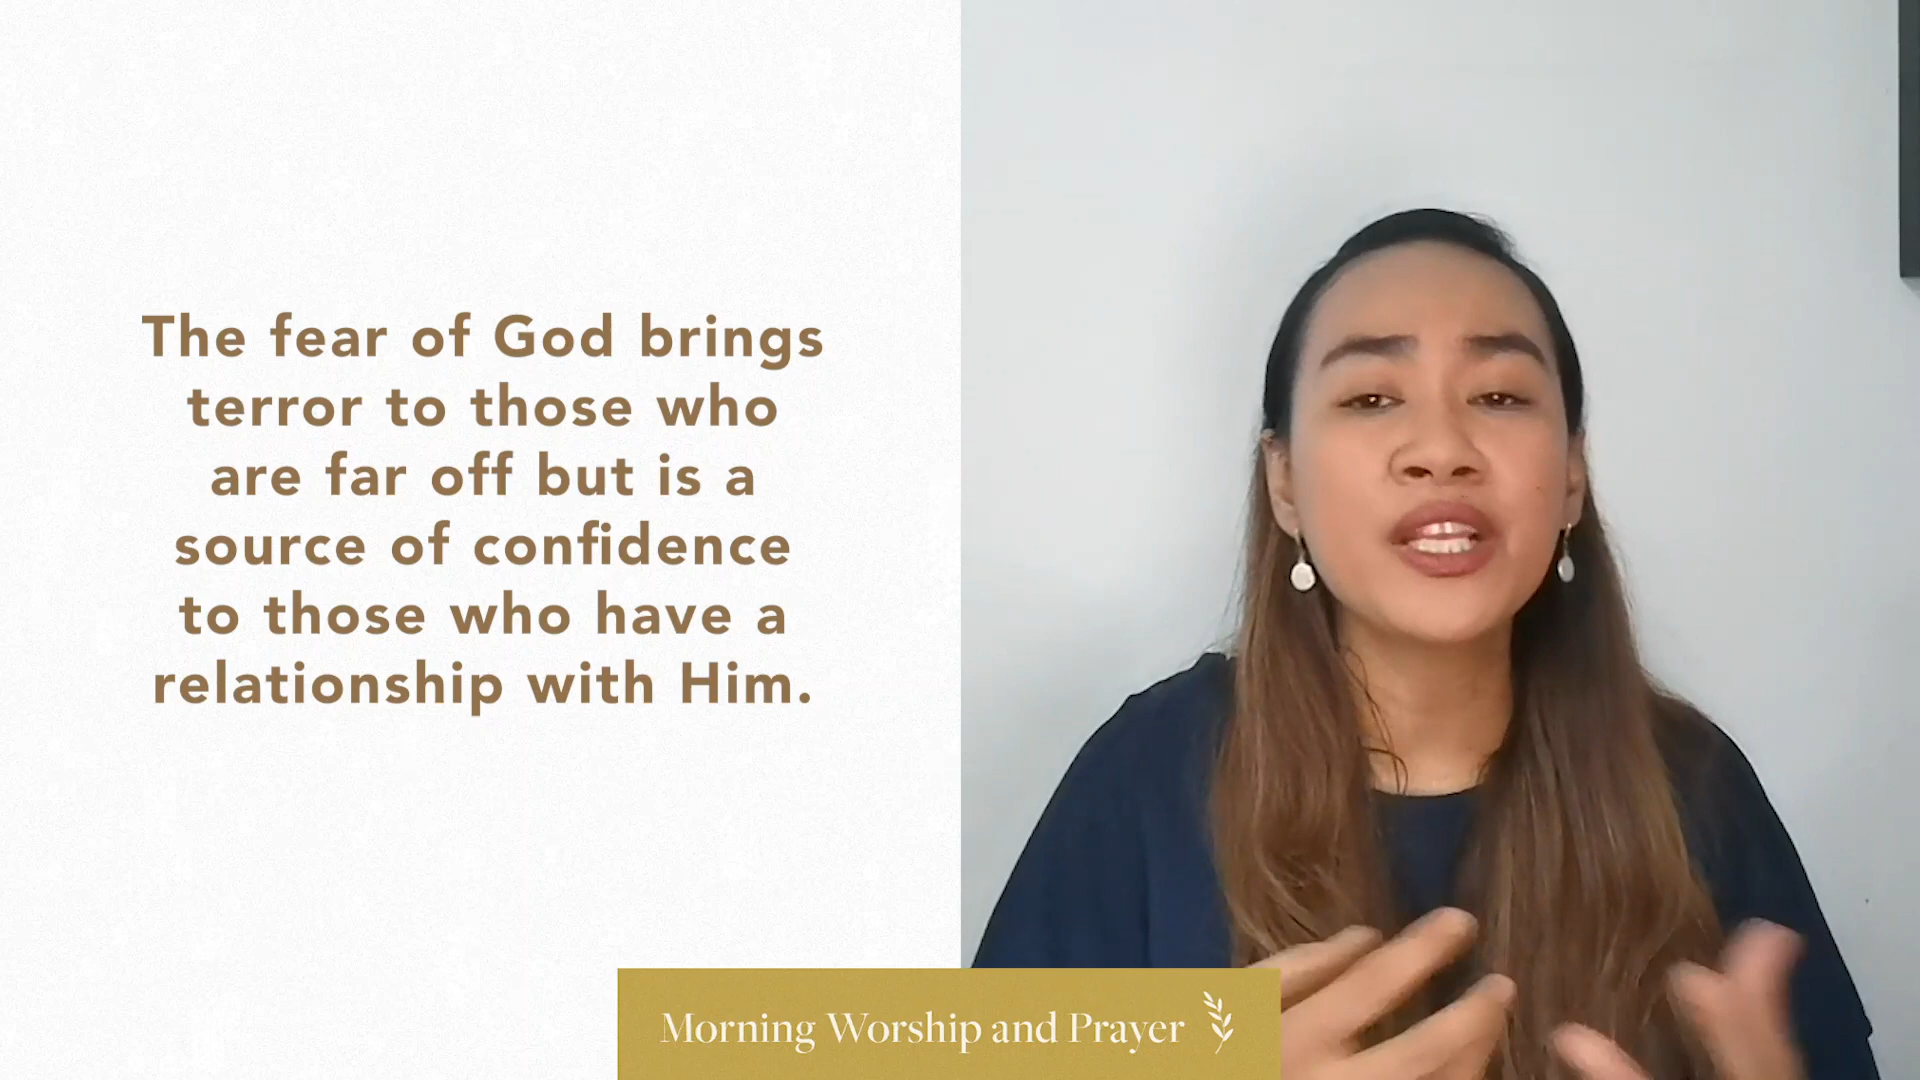 The fear of God brings
terror to those who
are far off but is a
source of confidence
to those who have a
relationship with Him.
Morning Worship and Prayer